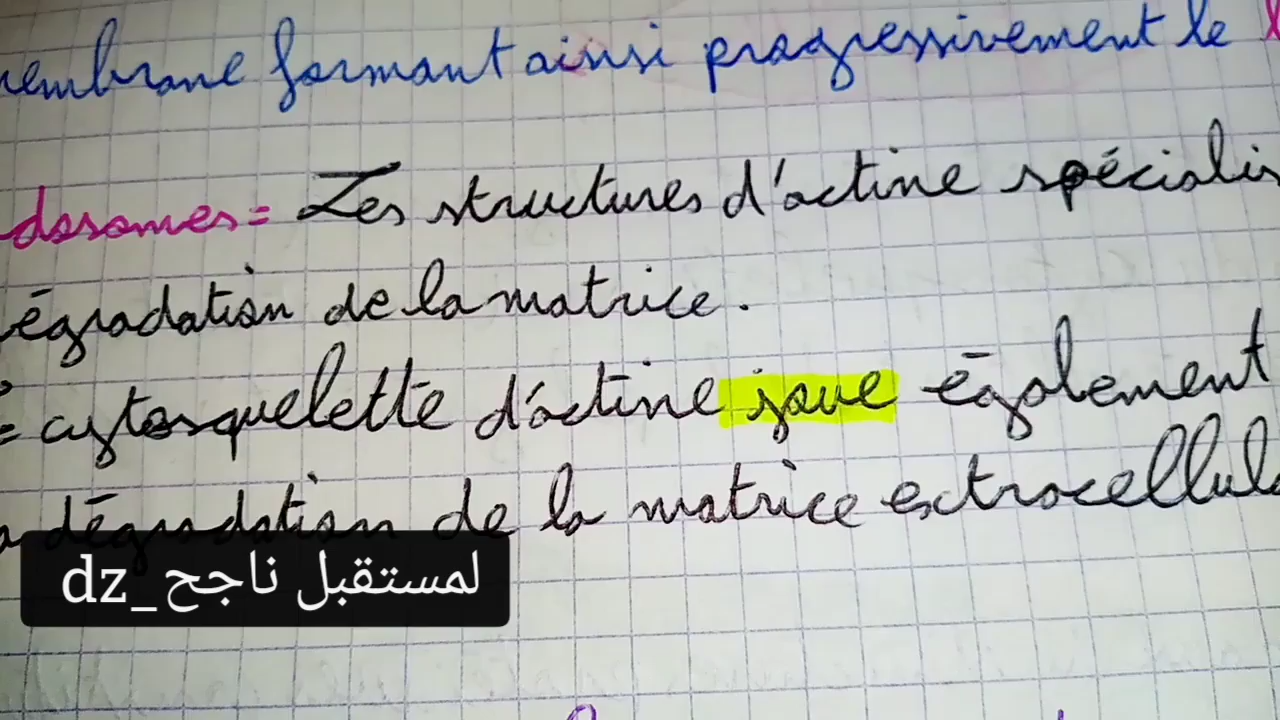 membrane formant ainsi progressivement le
dosomes = Les structures d'actine spécialis
égradation de la matrice.
= cytosquelette d'actine joue également
a dégradation de la matrice extracellula
لمستقبل ناجح_dz